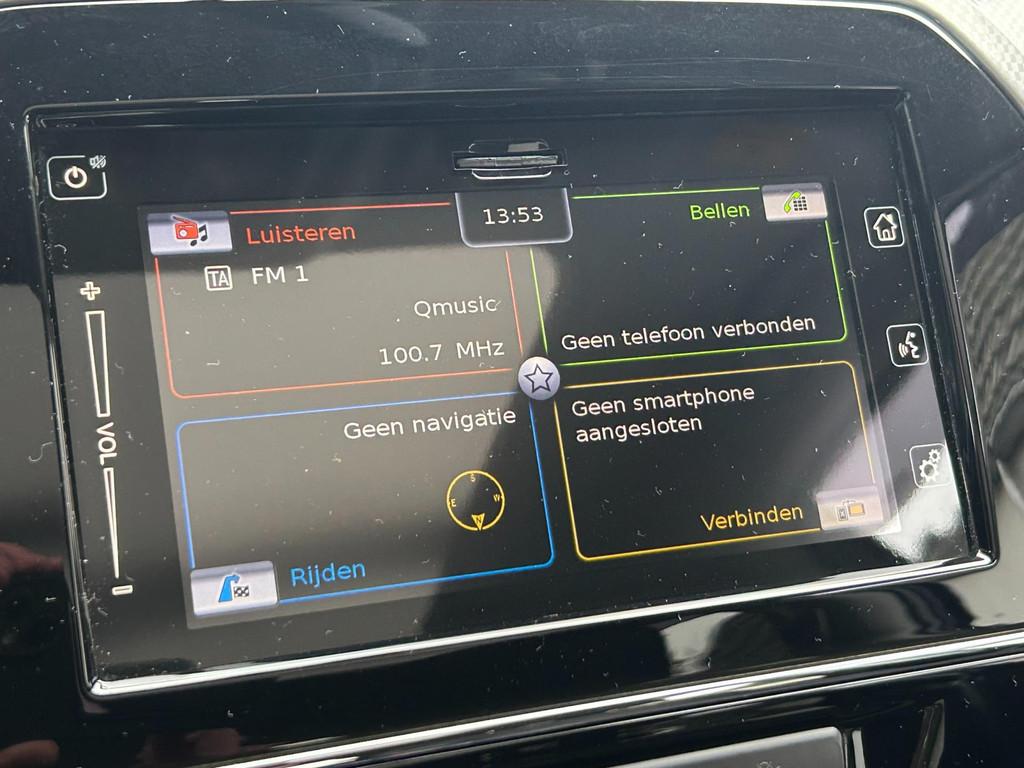 13:53
Luisteren
TA FM 1
Qmusic
100.7 MHz
Bellen
Geen telefoon verbonden
Geen navigatie
S
E W
N
Rijden
Geen smartphone
aangesloten
Verbinden
+
VOL
-